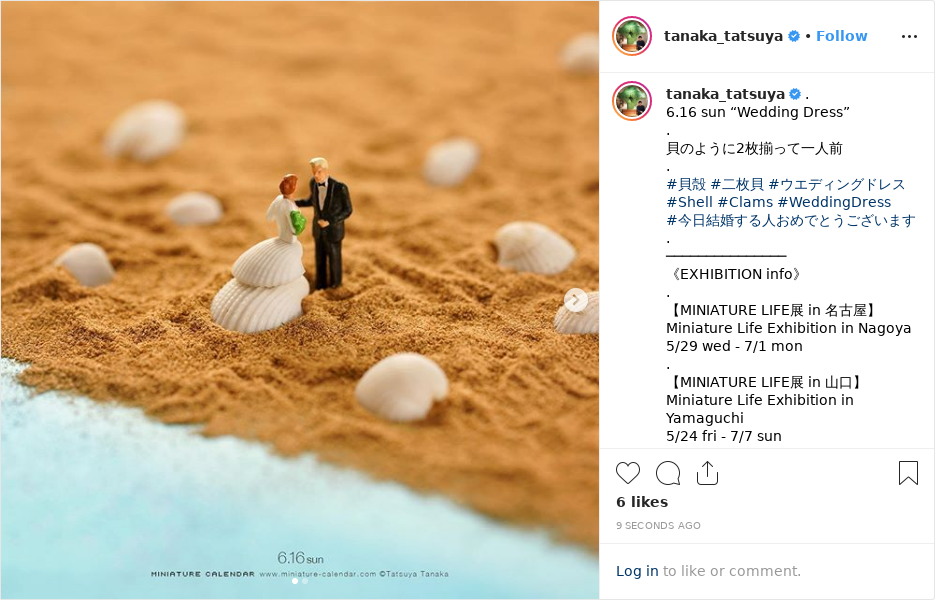 6.16 sun
MINIATURE CALENDAR www.miniature-calendar.com ©Tatsuya Tanaka
tanaka_tatsuya • Follow
tanaka_tatsuya .
6.16 sun “Wedding Dress”
.
貝のように2枚揃って一人前
.
#貝殻 #二枚貝 #ウエディングドレス
#Shell #Clams #WeddingDress
#今日結婚する人おめでとうございます
.
───────────────
《EXHIBITION info》
.
【MINIATURE LIFE展 in 名古屋】
Miniature Life Exhibition in Nagoya
5/29 wed - 7/1 mon
.
【MINIATURE LIFE展 in 山口】
Miniature Life Exhibition in
Yamaguchi
5/24 fri - 7/7 sun
6 likes
9 SECONDS AGO
Log in to like or comment.